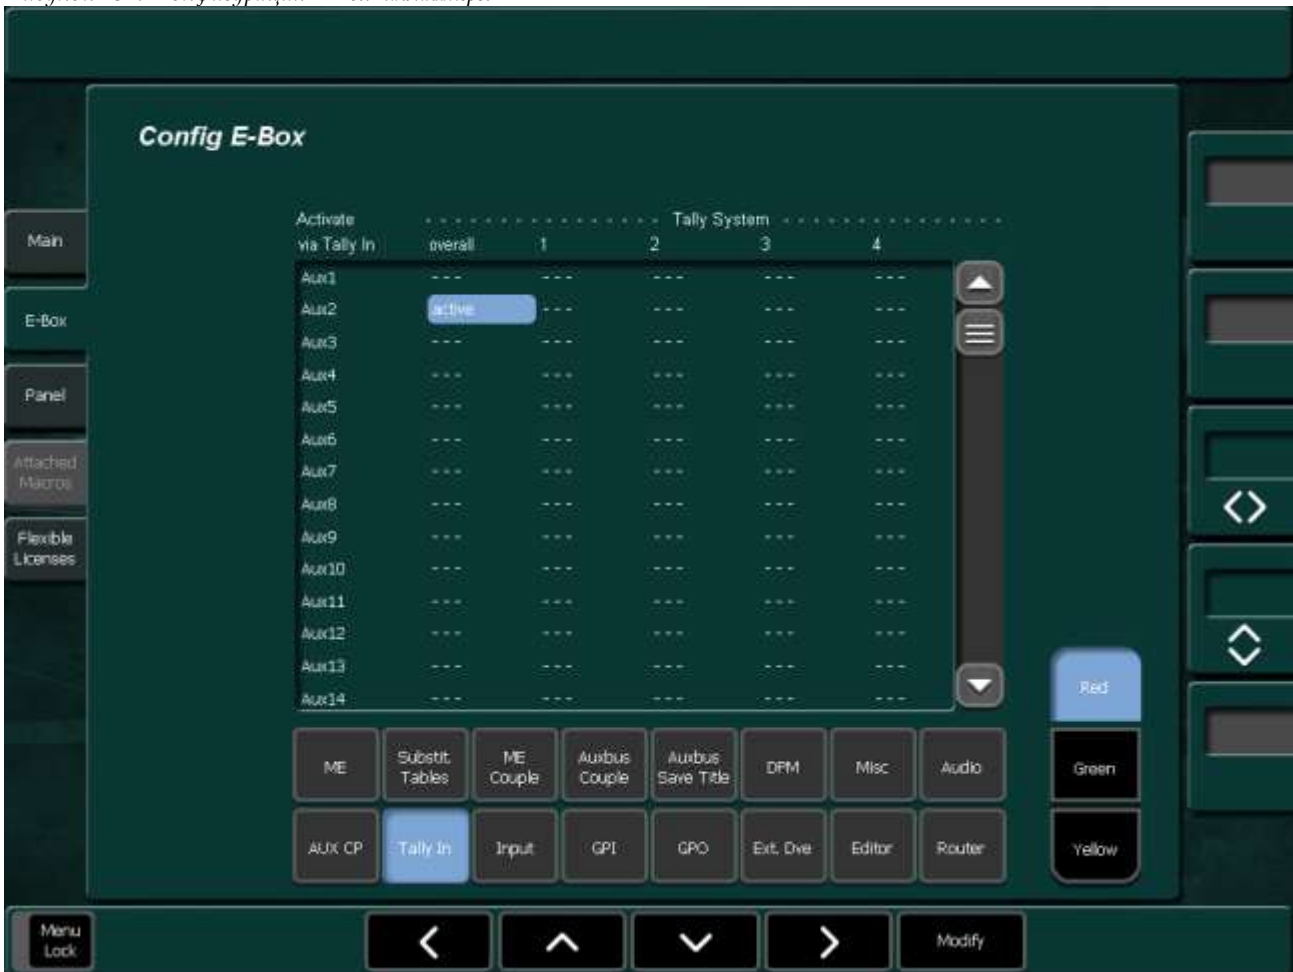 Config E-Box
Activate - - - - - - - - - - - - - - - - - - Tally System - - - - - - - - - - - - - - - -
via Tally In overall 1 2 3 4
Main
E-Box
Panel
Attached
Macros
Flexible
Licenses
Aux1 - - - - - - - - - - - - - - -
Aux2 active - - - - - - - - - - - -
Aux3 - - - - - - - - - - - - - - -
Aux4 - - - - - - - - - - - - - - -
Aux5 - - - - - - - - - - - - - - -
Aux6 - - - - - - - - - - - - - - -
Aux7 - - - - - - - - - - - - - - -
Aux8 - - - - - - - - - - - - - - -
Aux9 - - - - - - - - - - - - - - -
Aux10 - - - - - - - - - - - - - - -
Aux11 - - - - - - - - - - - - - - -
Aux12 - - - - - - - - - - - - - - -
Aux13 - - - - - - - - - - - - - - -
Aux14 - - - - - - - - - - - - - - -
Red
Green
Yellow
ME
Substit.
Tables
ME
Couple
Auxbus
Couple
Auxbus
Save Title
DPM
Misc
Audio
AUX CP
Tally In
Input
GPI
GPO
Ext. Dve
Editor
Router
Menu
Lock
Modify